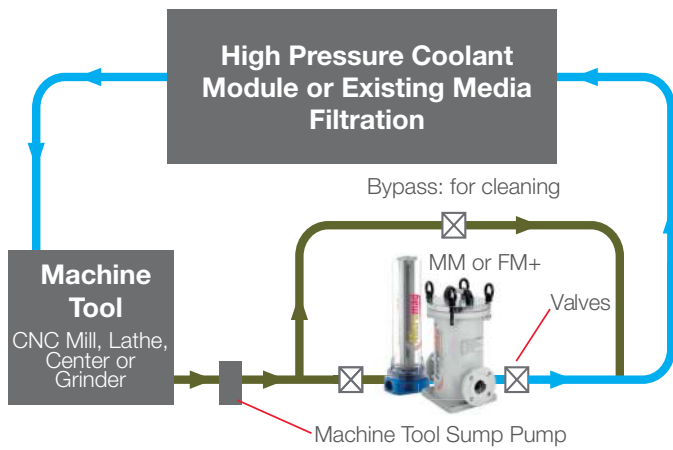 High Pressure Coolant
Module or Existing Media
Filtration
Bypass: for cleaning
MM or FM+
Valves
Machine
Tool
CNC Mill, Lathe,
Center or
Grinder
Machine Tool Sump Pump